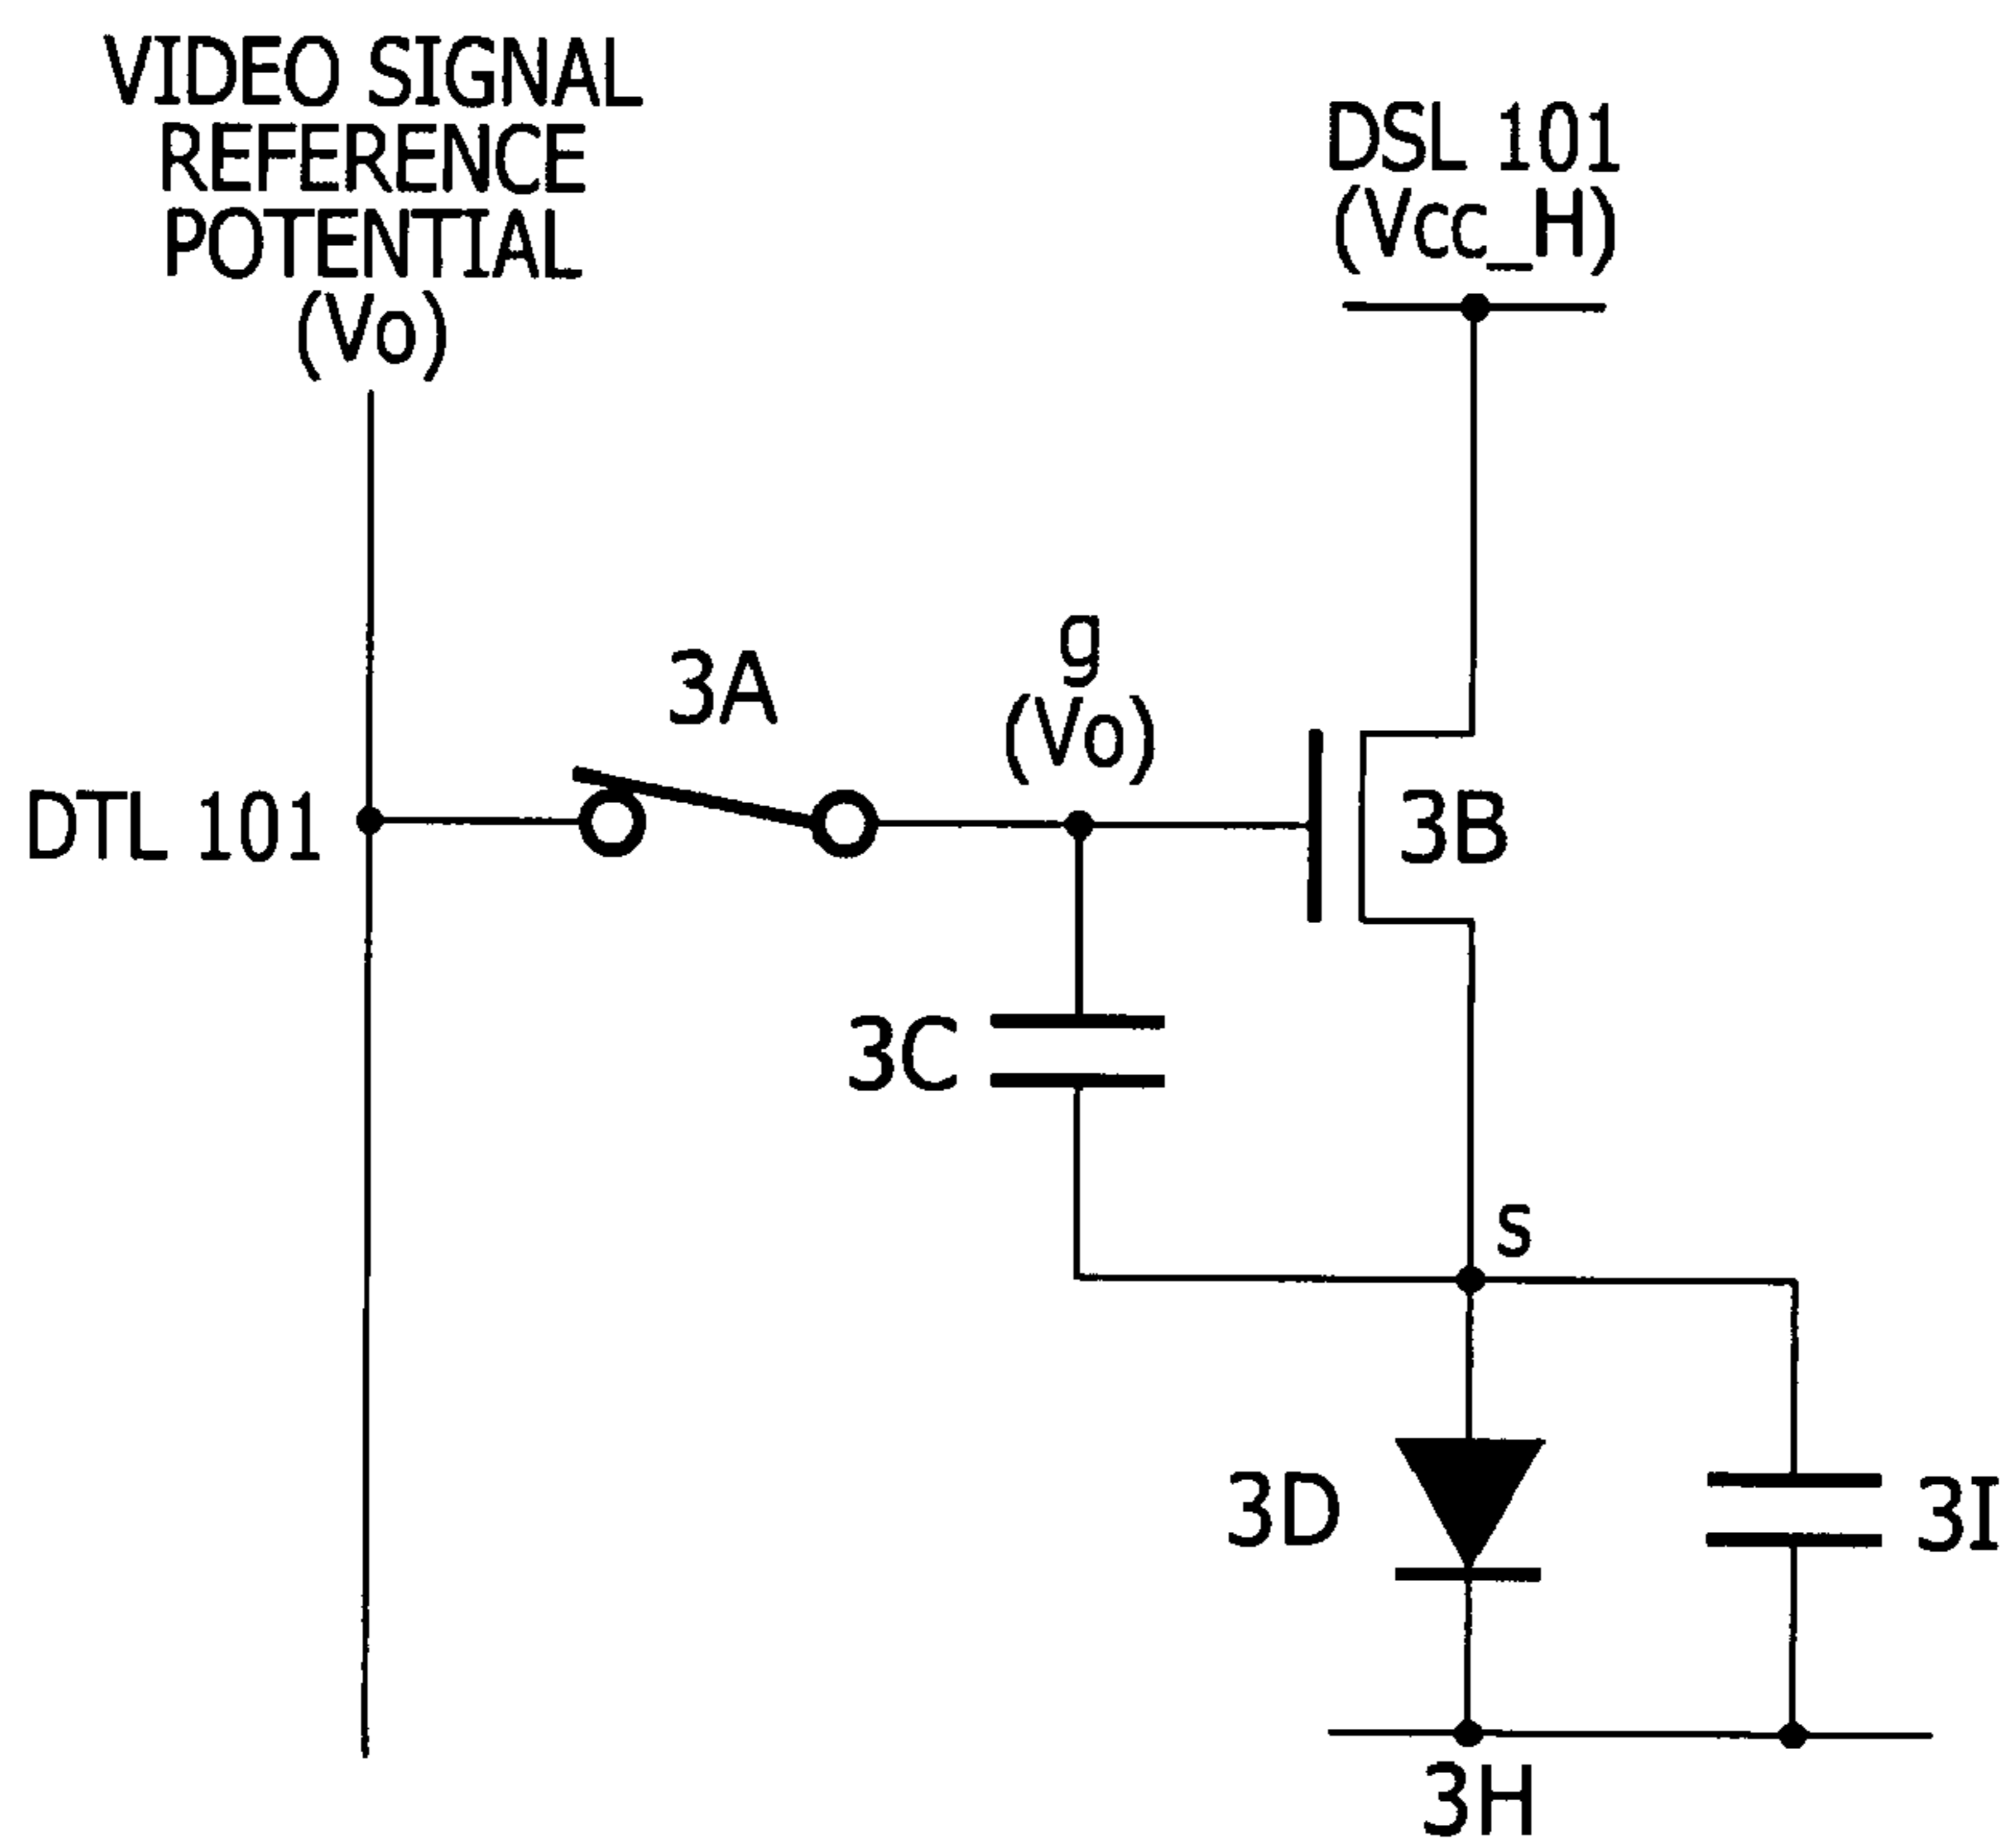 VIDEO SIGNAL
REFERENCE
POTENTIAL
(Vo)
DSL 101
(Vcc_H)
3A
g
(Vo)
DTL 101
3B
3C
s
3D
3I
3H